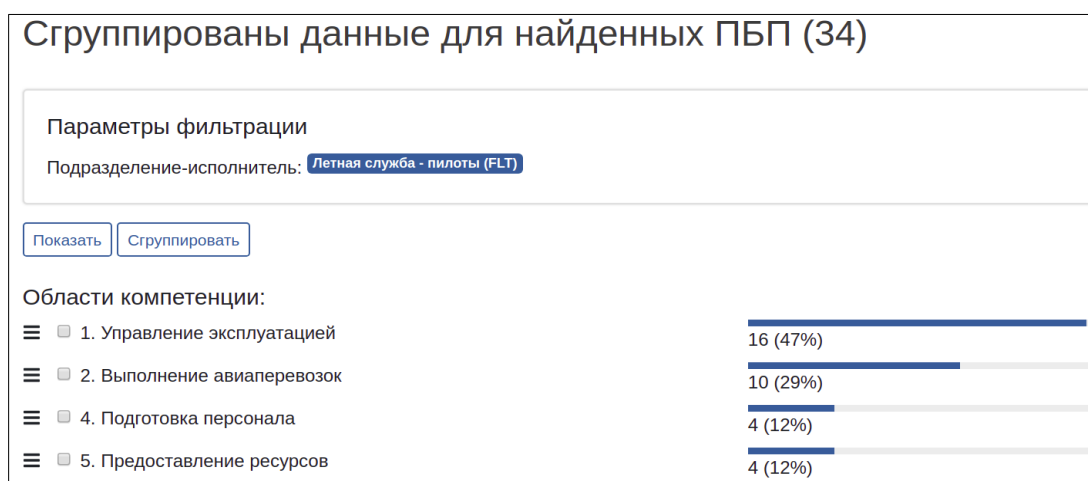 Сгруппированы данные для найденных ПБП (34)
Параметры фильтрации
Подразделение-исполнитель: Летная служба - пилоты (FLT)
Показать Сгруппировать
Области компетенции:
1. Управление эксплуатацией 16 (47%)
2. Выполнение авиаперевозок 10 (29%)
4. Подготовка персонала 4 (12%)
5. Предоставление ресурсов 4 (12%)